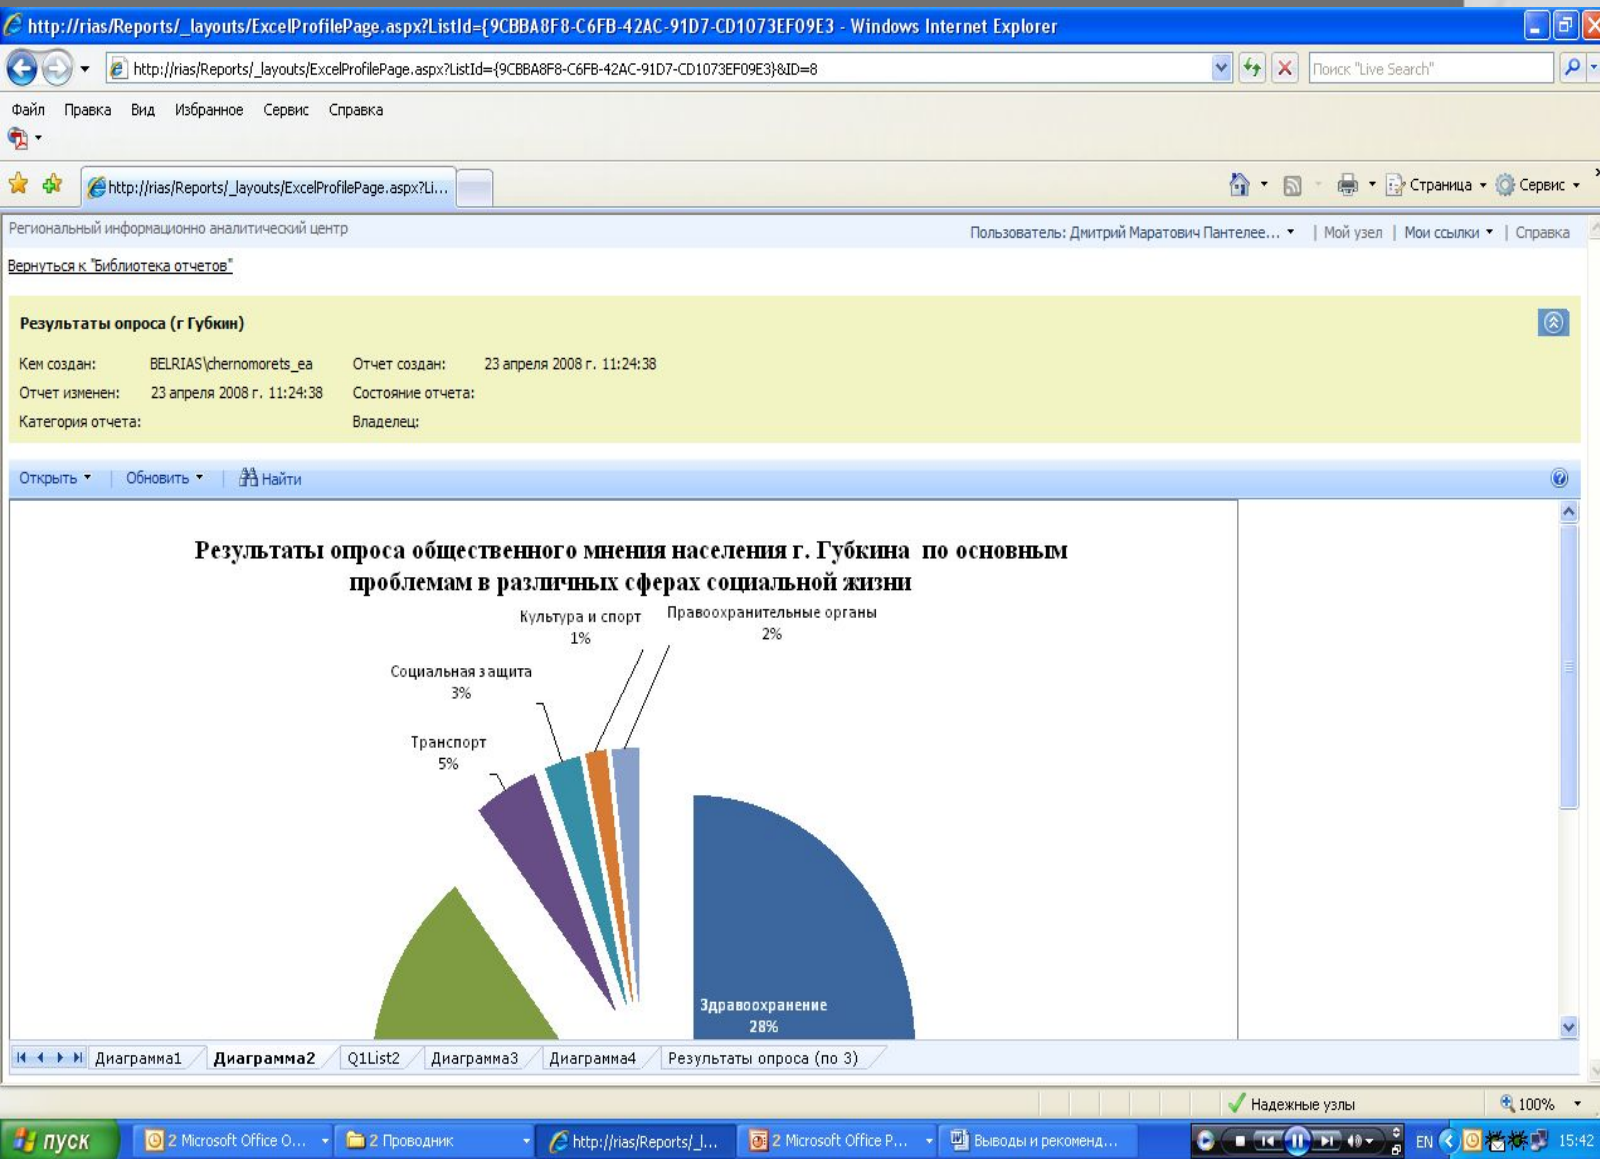 http://rias/Reports/_layouts/ExcelProfilePage.aspx?ListId={9CBBA8F8-C6FB-42AC-91D7-CD1073EF09E3 - Windows Internet Explorer
http://rias/Reports/_layouts/ExcelProfilePage.aspx?ListId={9CBBA8F8-C6FB-42AC-91D7-CD1073EF09E3}&ID=8
Поиск "Live Search"
Файл Правка Вид Избранное Сервис Справка
http://rias/Reports/_layouts/ExcelProfilePage.aspx?Li...
Страница Сервис
Региональный информационно аналитический центр
Пользователь: Дмитрий Маратович Пантелее... | Мой узел | Мои ссылки | Справка
Вернуться к "Библиотека отчетов"
Результаты опроса (г Губкин)
Кем создан: BELRIAS\chernomorets_ea Отчет создан: 23 апреля 2008 г. 11:24:38
Отчет изменен: 23 апреля 2008 г. 11:24:38 Состояние отчета:
Категория отчета: Владелец:
Открыть | Обновить | Найти
Результаты опроса общественного мнения населения г. Губкина по основным
проблемам в различных сферах социальной жизни
Культура и спорт
1%
Правоохранительные органы
2%
Социальная защита
3%
Транспорт
5%
Здравоохранение
28%
Диаграмма1 Диаграмма2 Q1List2 Диаграмма3 Диаграмма4 Результаты опроса (по 3)
Надежные узлы 100%
пуск 2 Microsoft Office O... 2 Проводник http://rias/Reports/_l... 2 Microsoft Office P... Выводы и рекоменд... EN 15:42